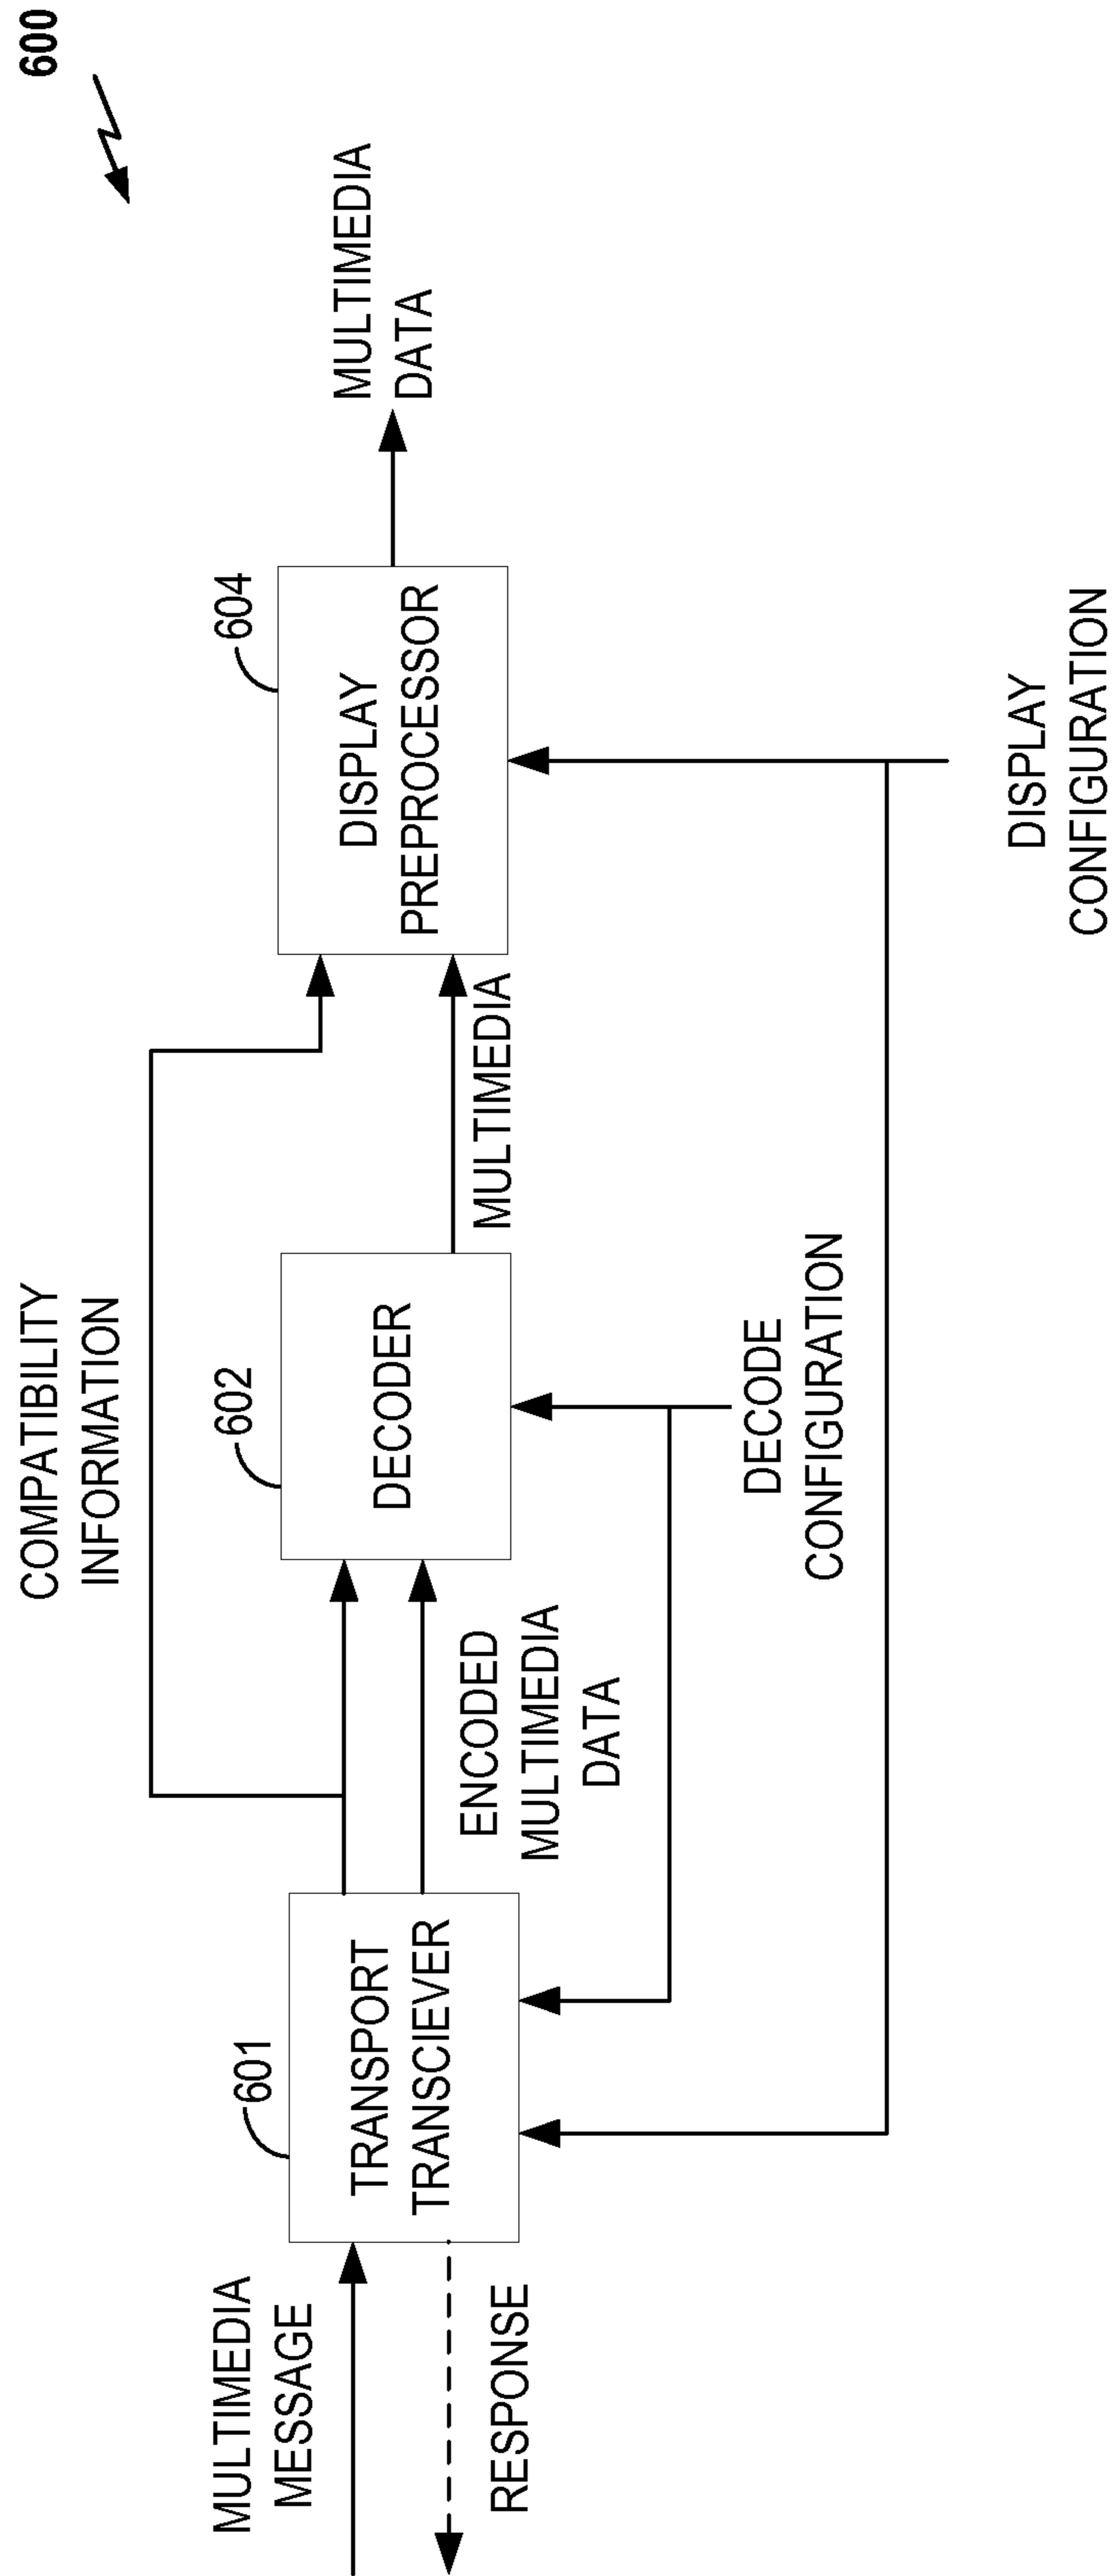 600
COMPATIBILITY
INFORMATION
601
602
604
MULTIMEDIA
MESSAGE
TRANSPORT
TRANSCIEVER
DECODER
DISPLAY
PREPROCESSOR
MULTIMEDIA
DATA
RESPONSE
ENCODED
MULTIMEDIA
DATA
MULTIMEDIA
DECODE
CONFIGURATION
DISPLAY
CONFIGURATION